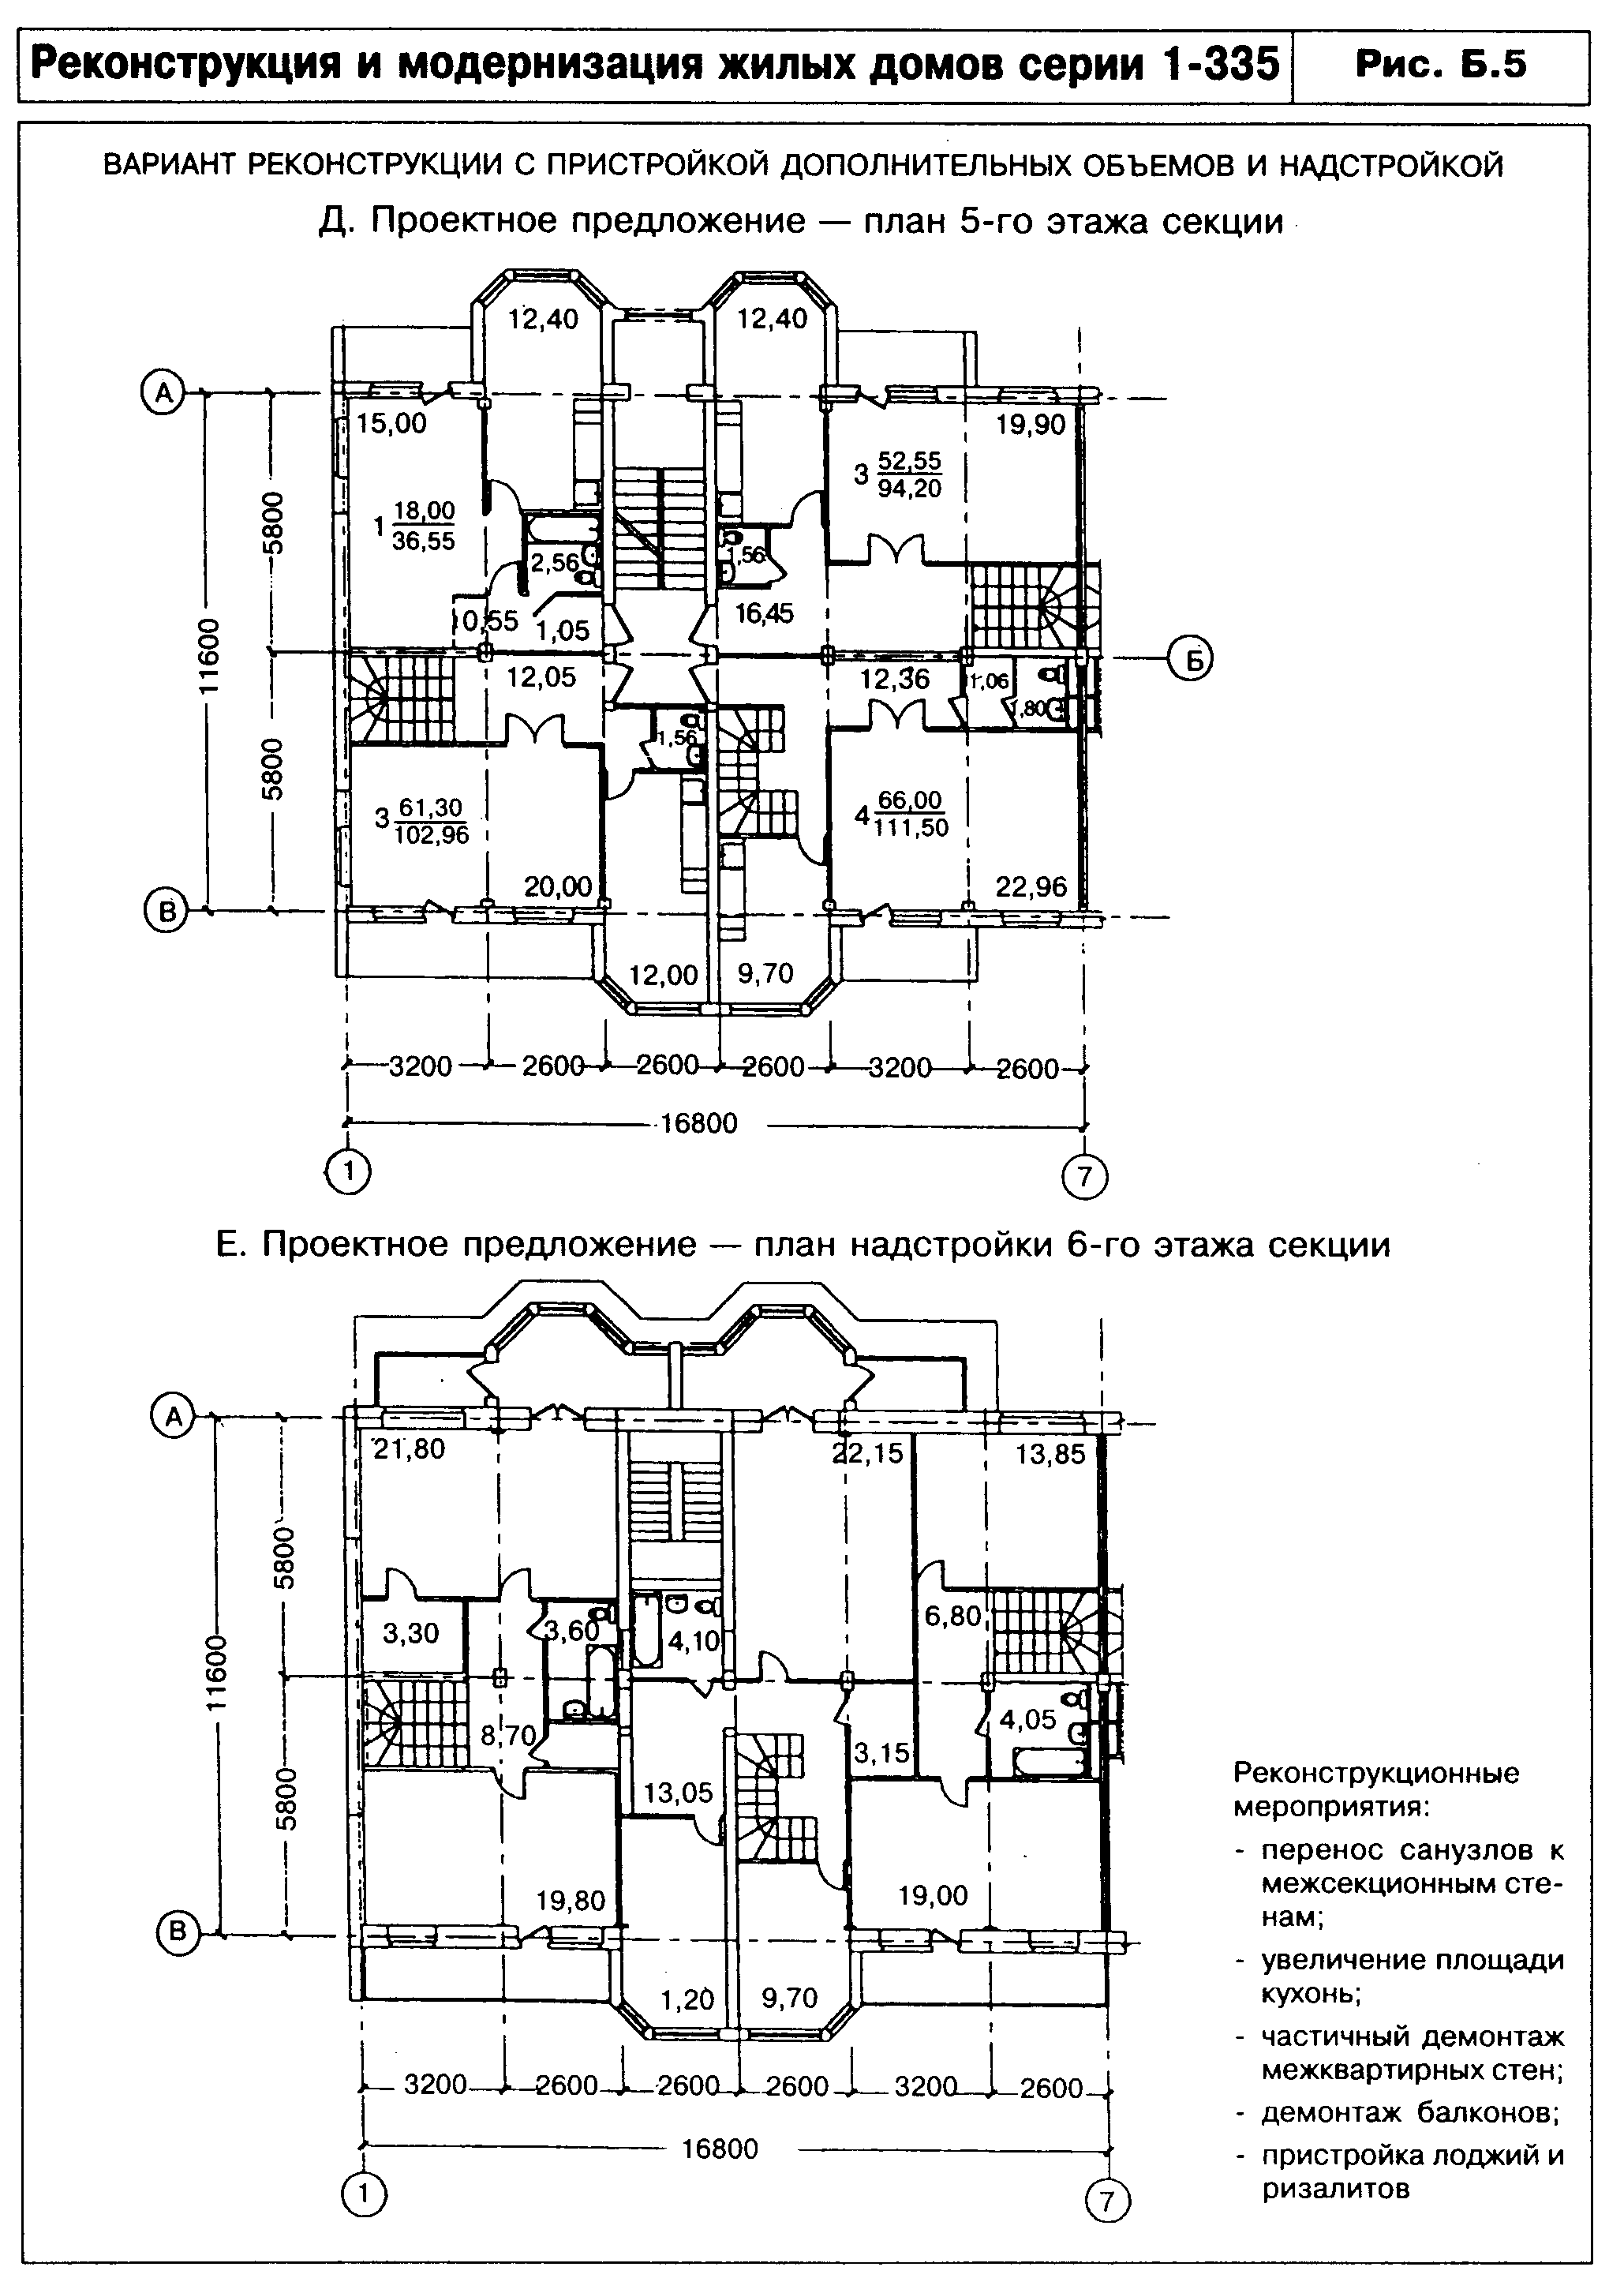 Реконструкция и модернизация жилых домов серии 1-335
Рис. Б.5
ВАРИАНТ РЕКОНСТРУКЦИИ С ПРИСТРОЙКОЙ ДОПОЛНИТЕЛЬНЫХ ОБЪЕМОВ И НАДСТРОЙКОЙ
Д. Проектное предложение — план 5-го этажа секции
12,40
12,40
А
15,00
19,90
3 52,55
94,20
1 18,00
36,55
5800
2,56
1,56
0,55
1,05
16,45
11600
Б
12,05
12,36
1,06
1,80
1,56
5800
3 61,30
102,96
4 66,00
111,50
20,00
22,96
В
12,00
9,70
3200
2600
2600
2600
3200
2600
16800
1
7
Е. Проектное предложение — план надстройки 6-го этажа секции
А
21,80
22,15
13,85
5800
3,30
3,60
4,10
6,80
11600
8,70
4,05
3,15
13,05
5800
19,80
19,00
В
1,20
9,70
3200
2600
2600
2600
3200
2600
16800
1
7
Реконструкционные
мероприятия:
- перенос санузлов к
межсекционным сте-
нам;
- увеличение площади
кухонь;
- частичный демонтаж
межквартирных стен;
- демонтаж балконов;
- пристройка лоджий и
ризалитов